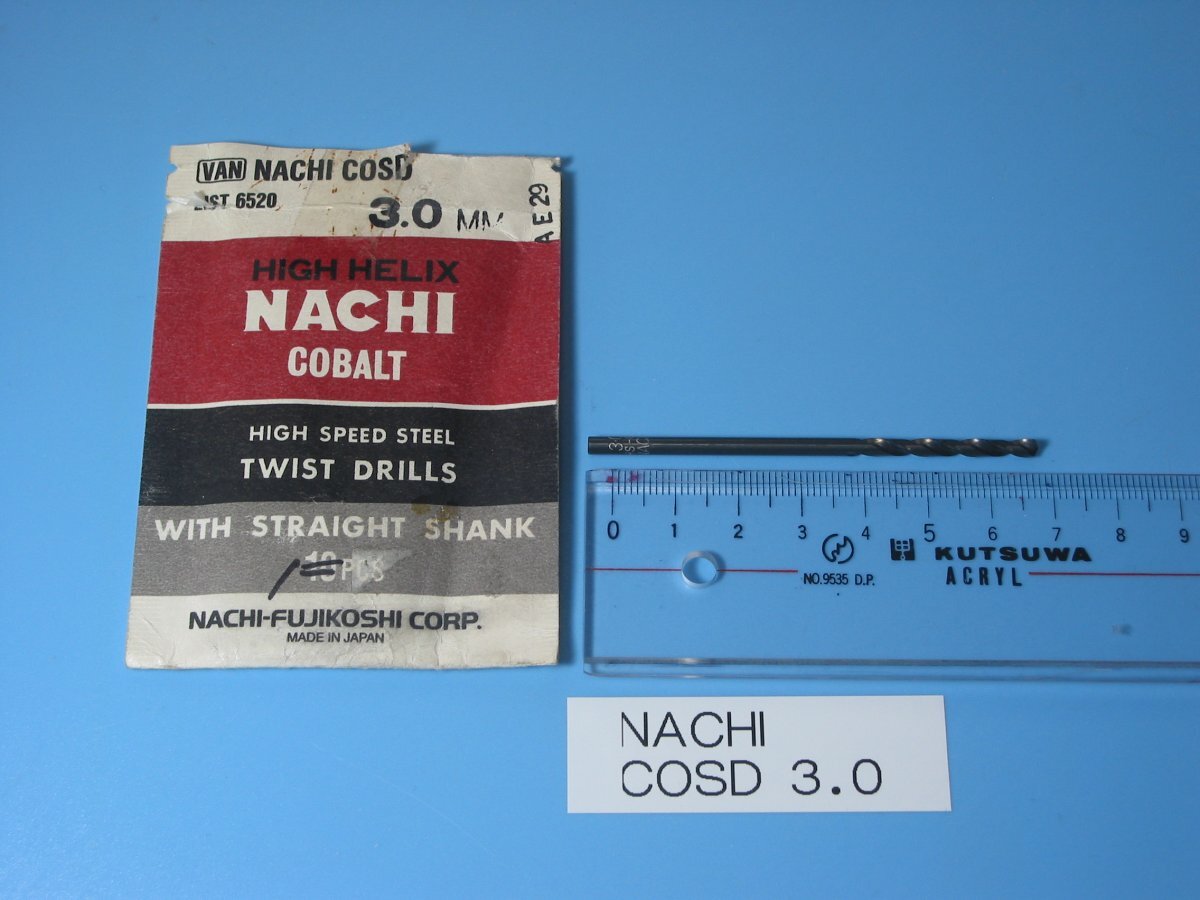 VAN NACHI COSD
LIST 6520
3.0 MM
A E 29
HIGH HELIX
NACHI
COBALT
HIGH SPEED STEEL
TWIST DRILLS
WITH STRAIGHT SHANK
10 PCS
NACHI-FUJIKOSHI CORP.
MADE IN JAPAN
0 1 2 3 4 5 6 7 8 9
NO.9535 D.P.
KUTSUWA
ACRYL
NACHI
COSD 3.0